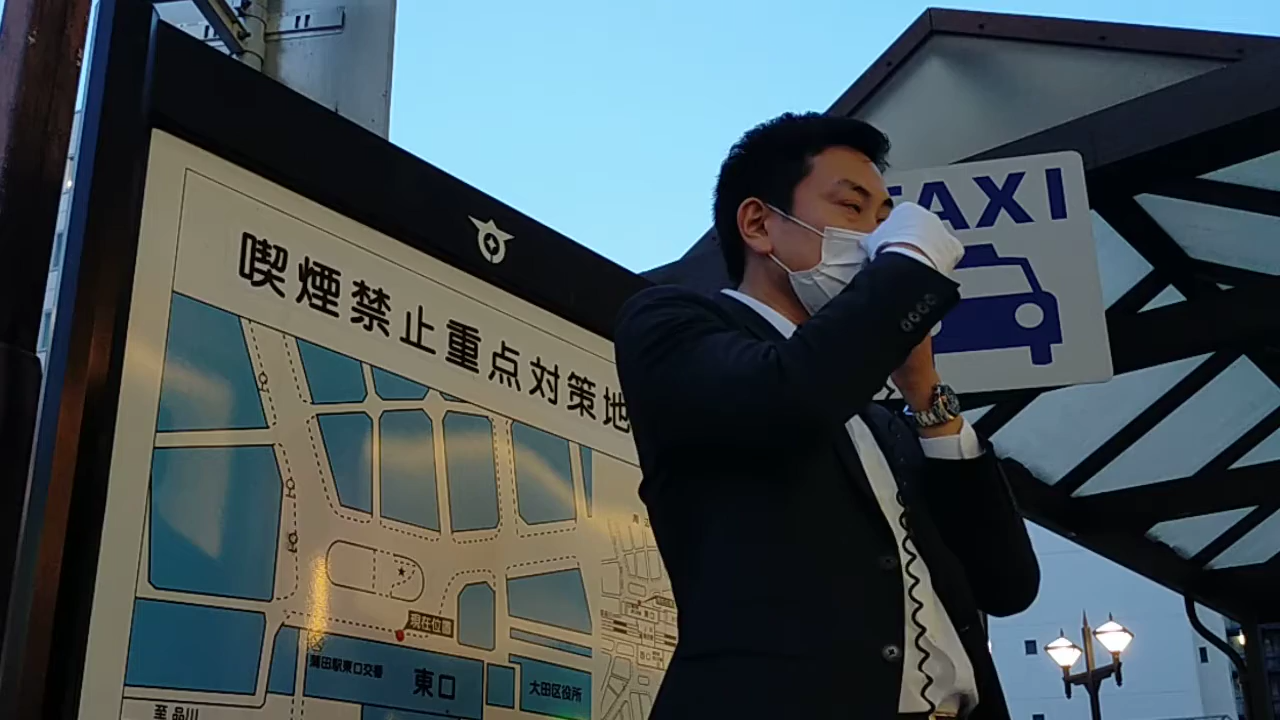 喫煙禁止重点対策地
TAXI
現在位置
蒲田駅東口交番
東口
大田区役所
至 品川